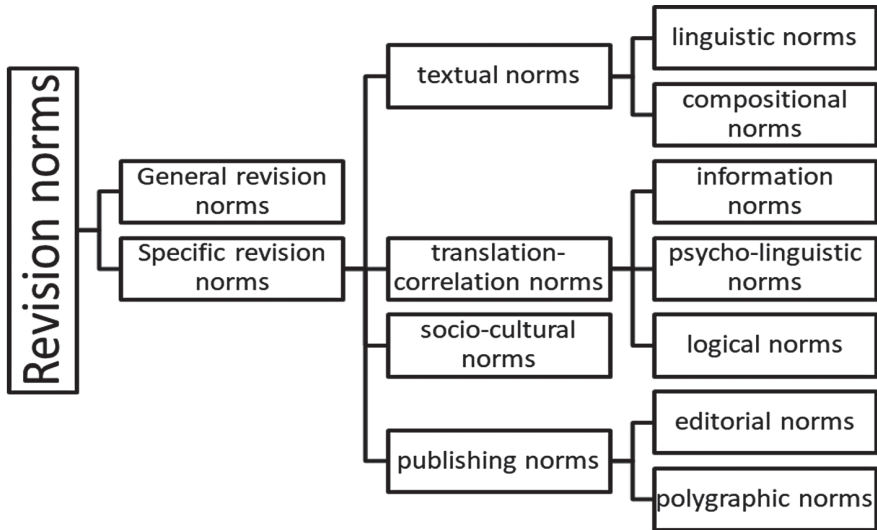 Revision norms
General revision
norms
Specific revision
norms
textual norms
translation-
correlation norms
socio-cultural
norms
publishing norms
linguistic norms
compositional
norms
information
norms
psycho-linguistic
norms
logical norms
editorial norms
polygraphic norms